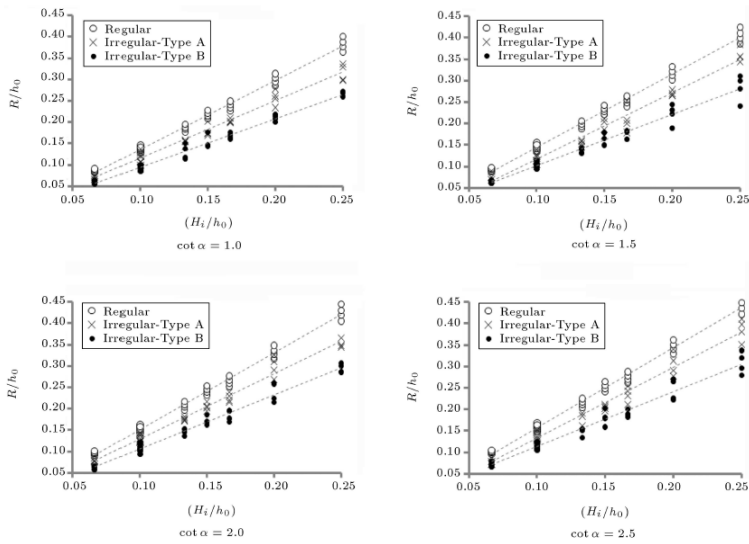 0.45
0.40
0.35
0.30
0.25
0.20
0.15
0.10
0.05
R/h₀
○ Regular
× Irregular-Type A
● Irregular-Type B
0.05 0.10 0.15 0.20 0.25
(Hᵢ/h₀)
cot α = 1.0
0.45
0.40
0.35
0.30
0.25
0.20
0.15
0.10
0.05
R/h₀
○ Regular
× Irregular-Type A
● Irregular-Type B
0.05 0.10 0.15 0.20 0.25
(Hᵢ/h₀)
cot α = 1.5
0.45
0.40
0.35
0.30
0.25
0.20
0.15
0.10
0.05
R/h₀
○ Regular
× Irregular-Type A
● Irregular-Type B
0.05 0.10 0.15 0.20 0.25
(Hᵢ/h₀)
cot α = 2.0
0.45
0.40
0.35
0.30
0.25
0.20
0.15
0.10
0.05
R/h₀
○ Regular
× Irregular-Type A
● Irregular-Type B
0.05 0.10 0.15 0.20 0.25
(Hᵢ/h₀)
cot α = 2.5